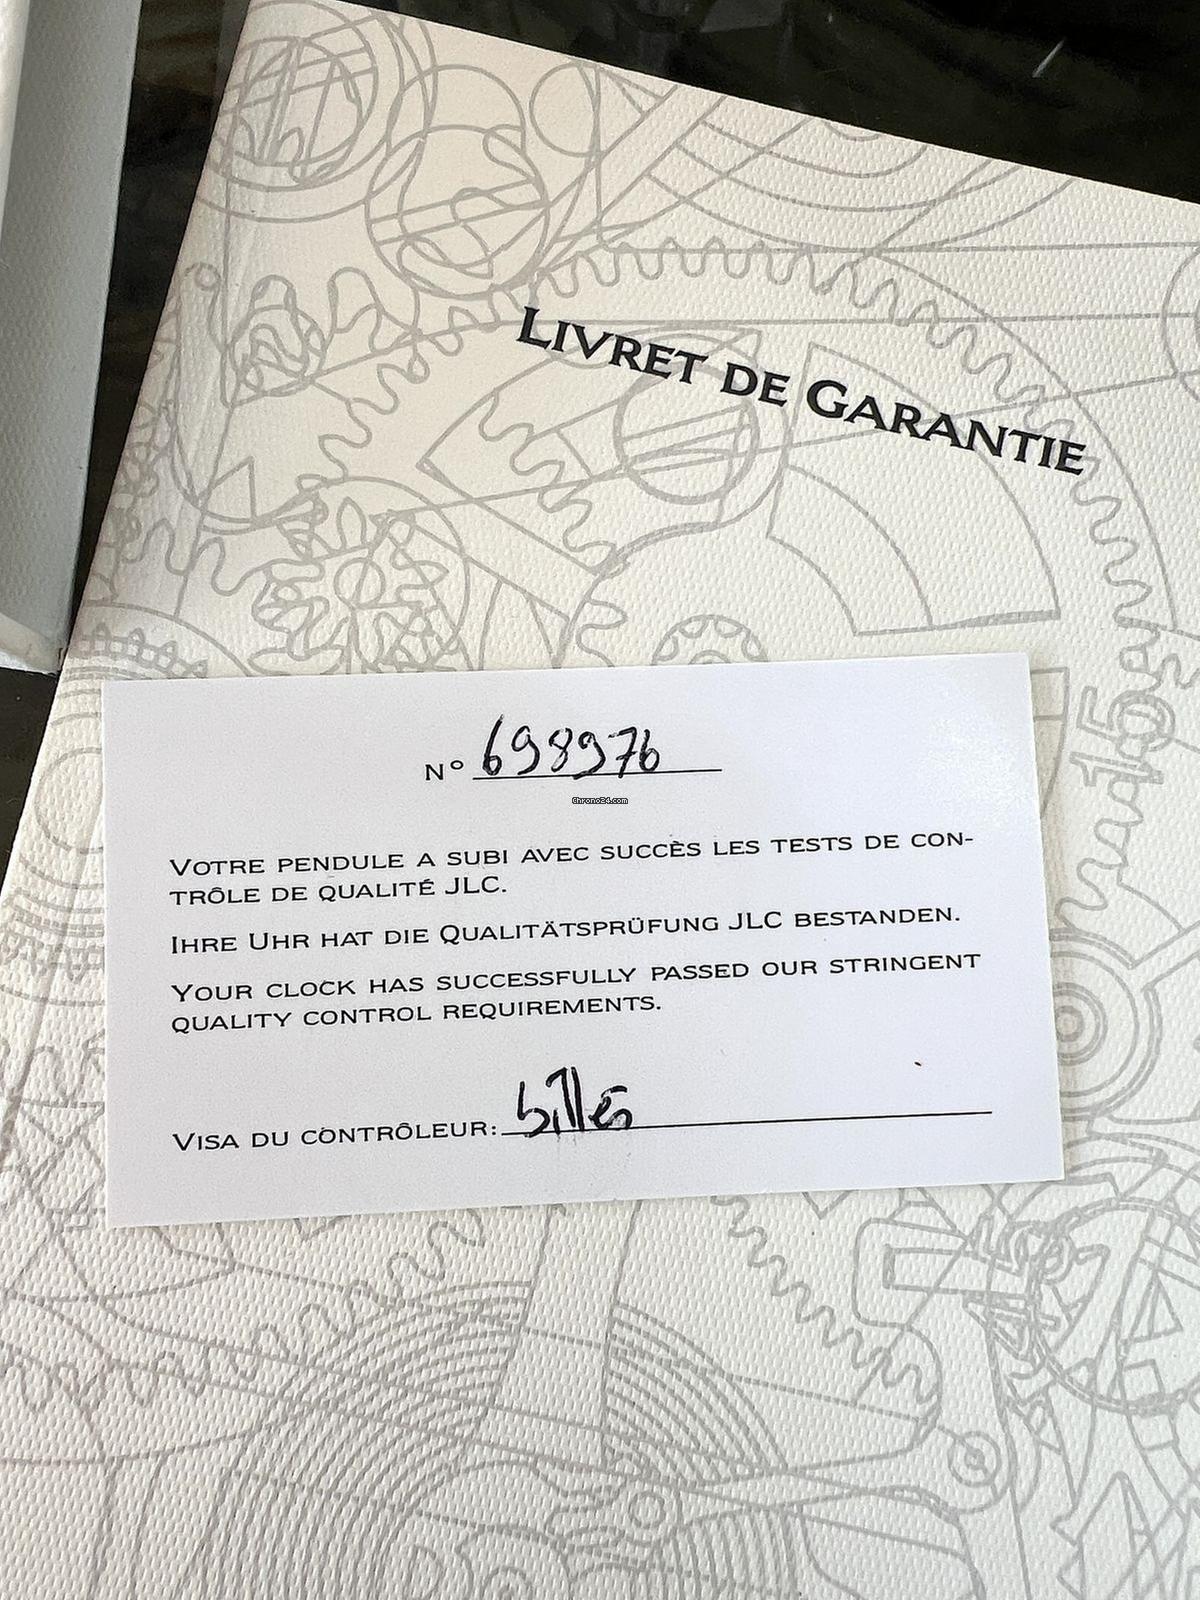 LIVRET DE GARANTIE
15
N° 698976
Chrono24.com
VOTRE PENDULE A SUBI AVEC SUCCÈS LES TESTS DE CON-
TRÔLE DE QUALITÉ JLC.
IHRE UHR HAT DIE QUALITÄTSPRÜFUNG JLC BESTANDEN.
YOUR CLOCK HAS SUCCESSFULLY PASSED OUR STRINGENT
QUALITY CONTROL REQUIREMENTS.
VISA DU CONTRÔLEUR: